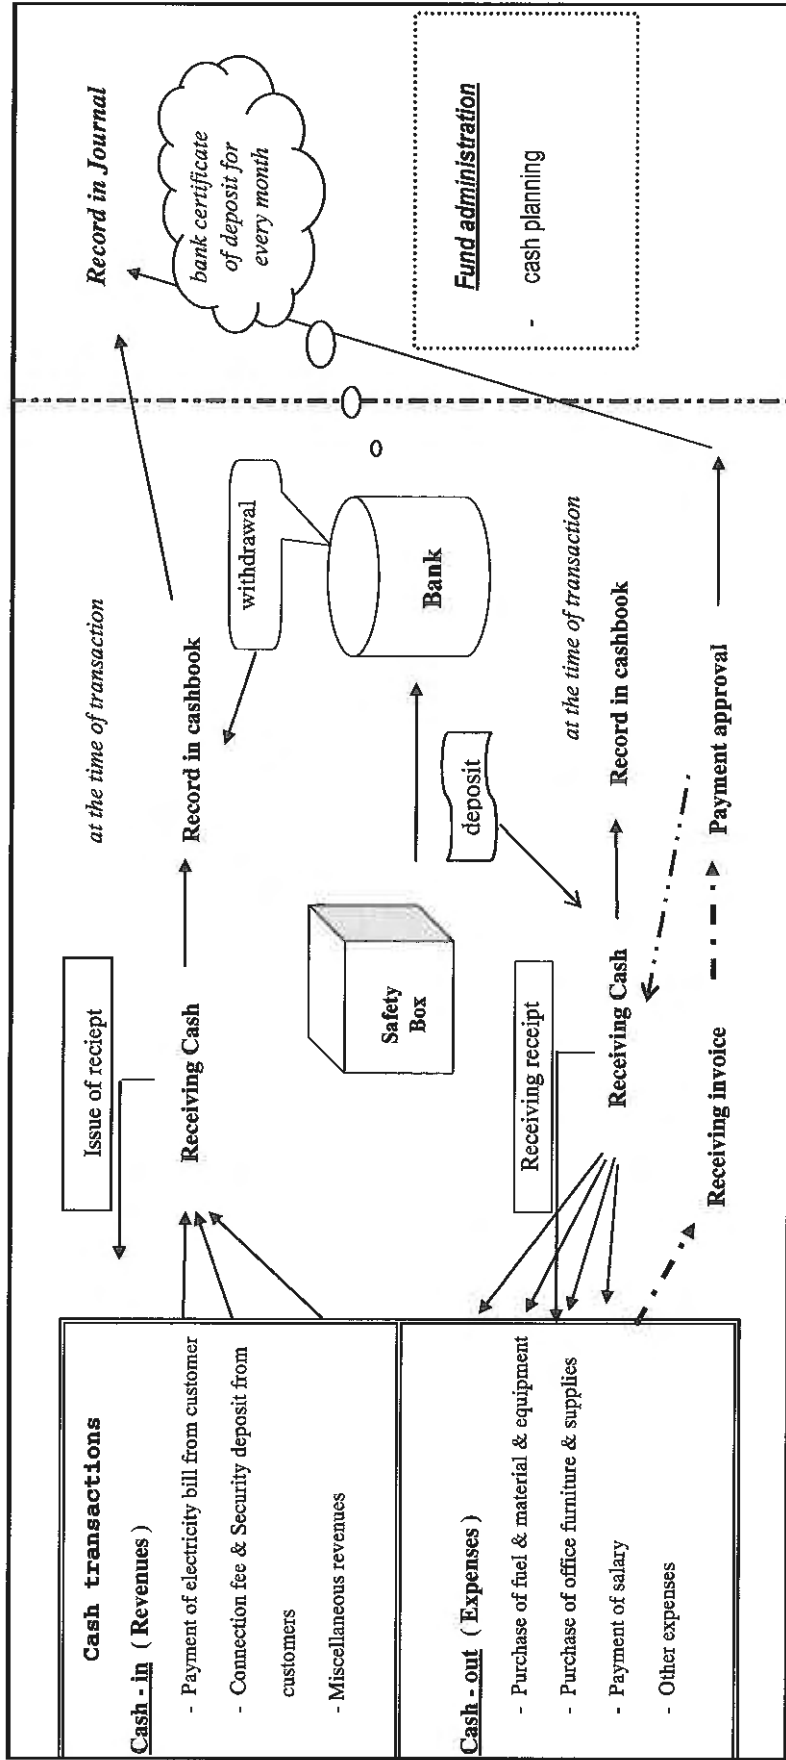 Cash transactions
Cash - in ( Revenues )
- Payment of electricity bill from customer
- Connection fee & Security deposit from
customers
- Miscellaneous revenues
Cash - out ( Expenses )
- Purchase of fuel & material & equipment
- Purchase of office furniture & supplies
- Payment of salary
- Other expenses
Issue of reciept
Receiving Cash
at the time of transaction
Record in cashbook
Record in Journal
withdrawal
bank certificate
of deposit for
every month
Safety
Box
Bank
deposit
Receiving receipt
Receiving Cash
at the time of transaction
Record in cashbook
Receiving invoice
Payment approval
Fund administration
- cash planning